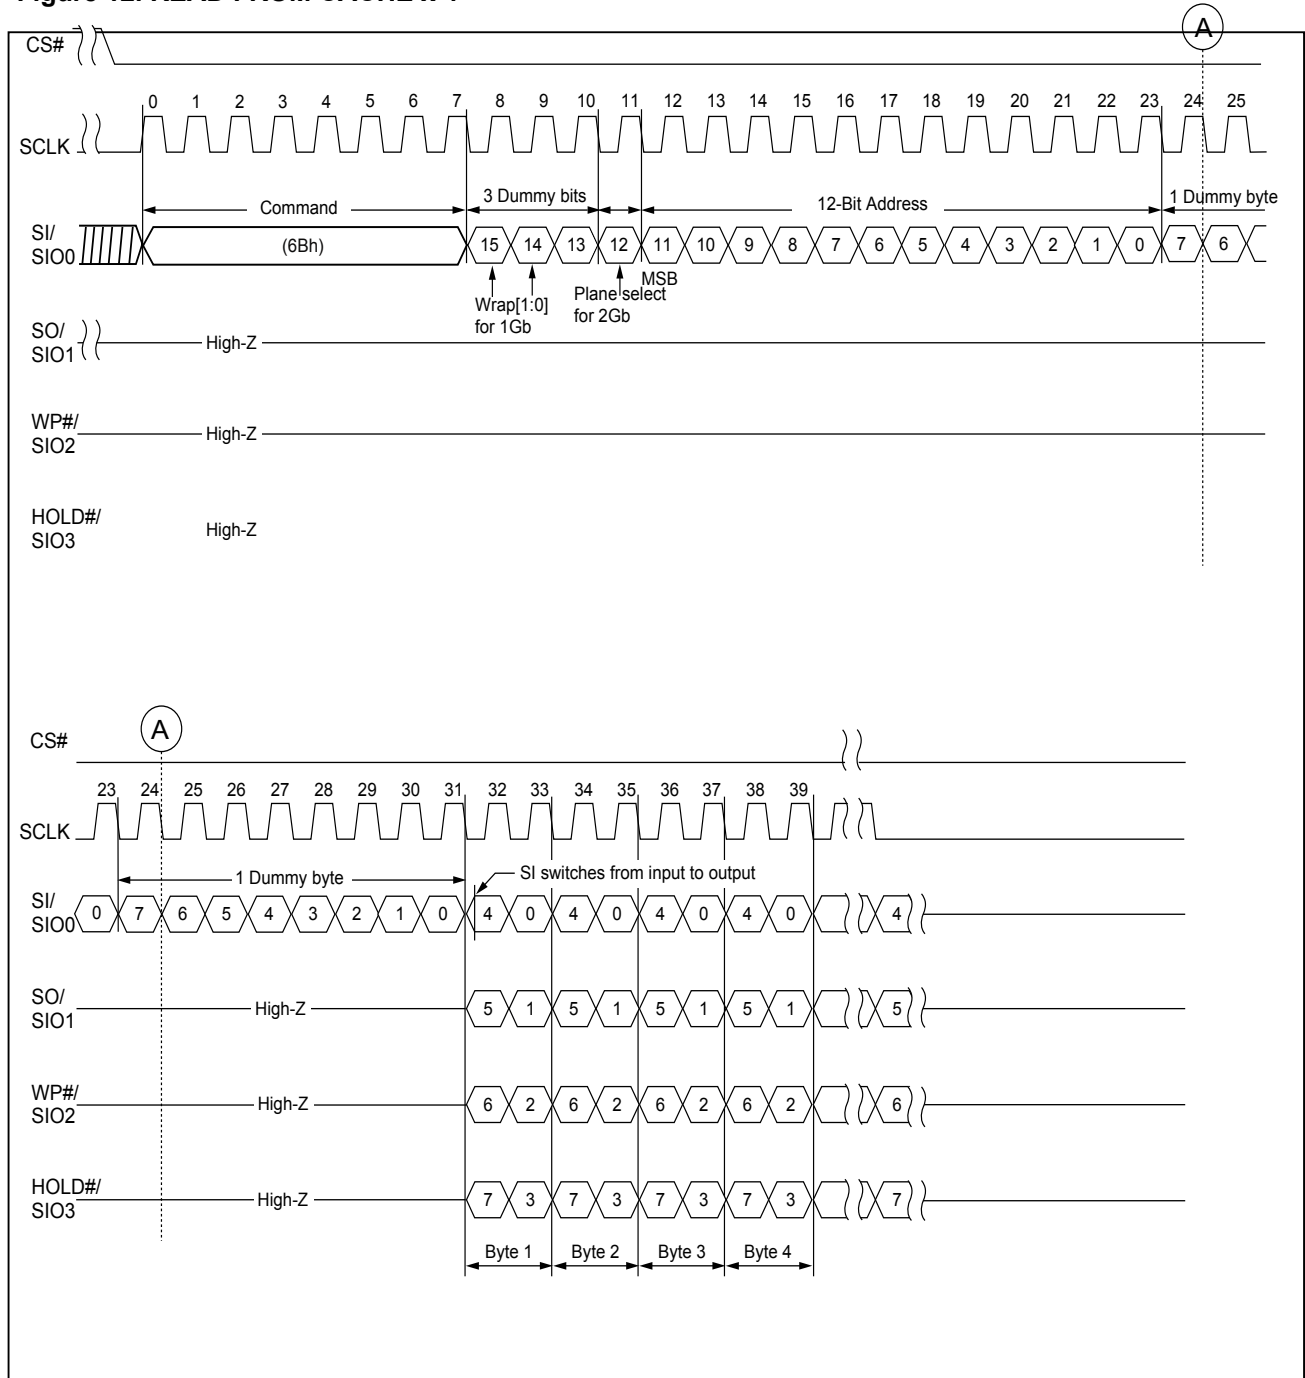 A
CS#
0 1 2 3 4 5 6 7 8 9 10 11 12 13 14 15 16 17 18 19 20 21 22 23 24 25
SCLK
Command 3 Dummy bits 12-Bit Address 1 Dummy byte
SI/
SIO0
(6Bh) 15 14 13 12 11 10 9 8 7 6 5 4 3 2 1 0 7 6
MSB
Wrap[1:0]
for 1Gb
Plane select
for 2Gb
SO/
SIO1
High-Z
WP#/
SIO2
High-Z
HOLD#/
SIO3
High-Z
A
CS#
23 24 25 26 27 28 29 30 31 32 33 34 35 36 37 38 39
SCLK
1 Dummy byte SI switches from input to output
SI/
SIO0
0 7 6 5 4 3 2 1 0 4 0 4 0 4 0 4 0 4
SO/
SIO1
High-Z 5 1 5 1 5 1 5 1 5
WP#/
SIO2
High-Z 6 2 6 2 6 2 6 2 6
HOLD#/
SIO3
High-Z 7 3 7 3 7 3 7 3 7
Byte 1 Byte 2 Byte 3 Byte 4